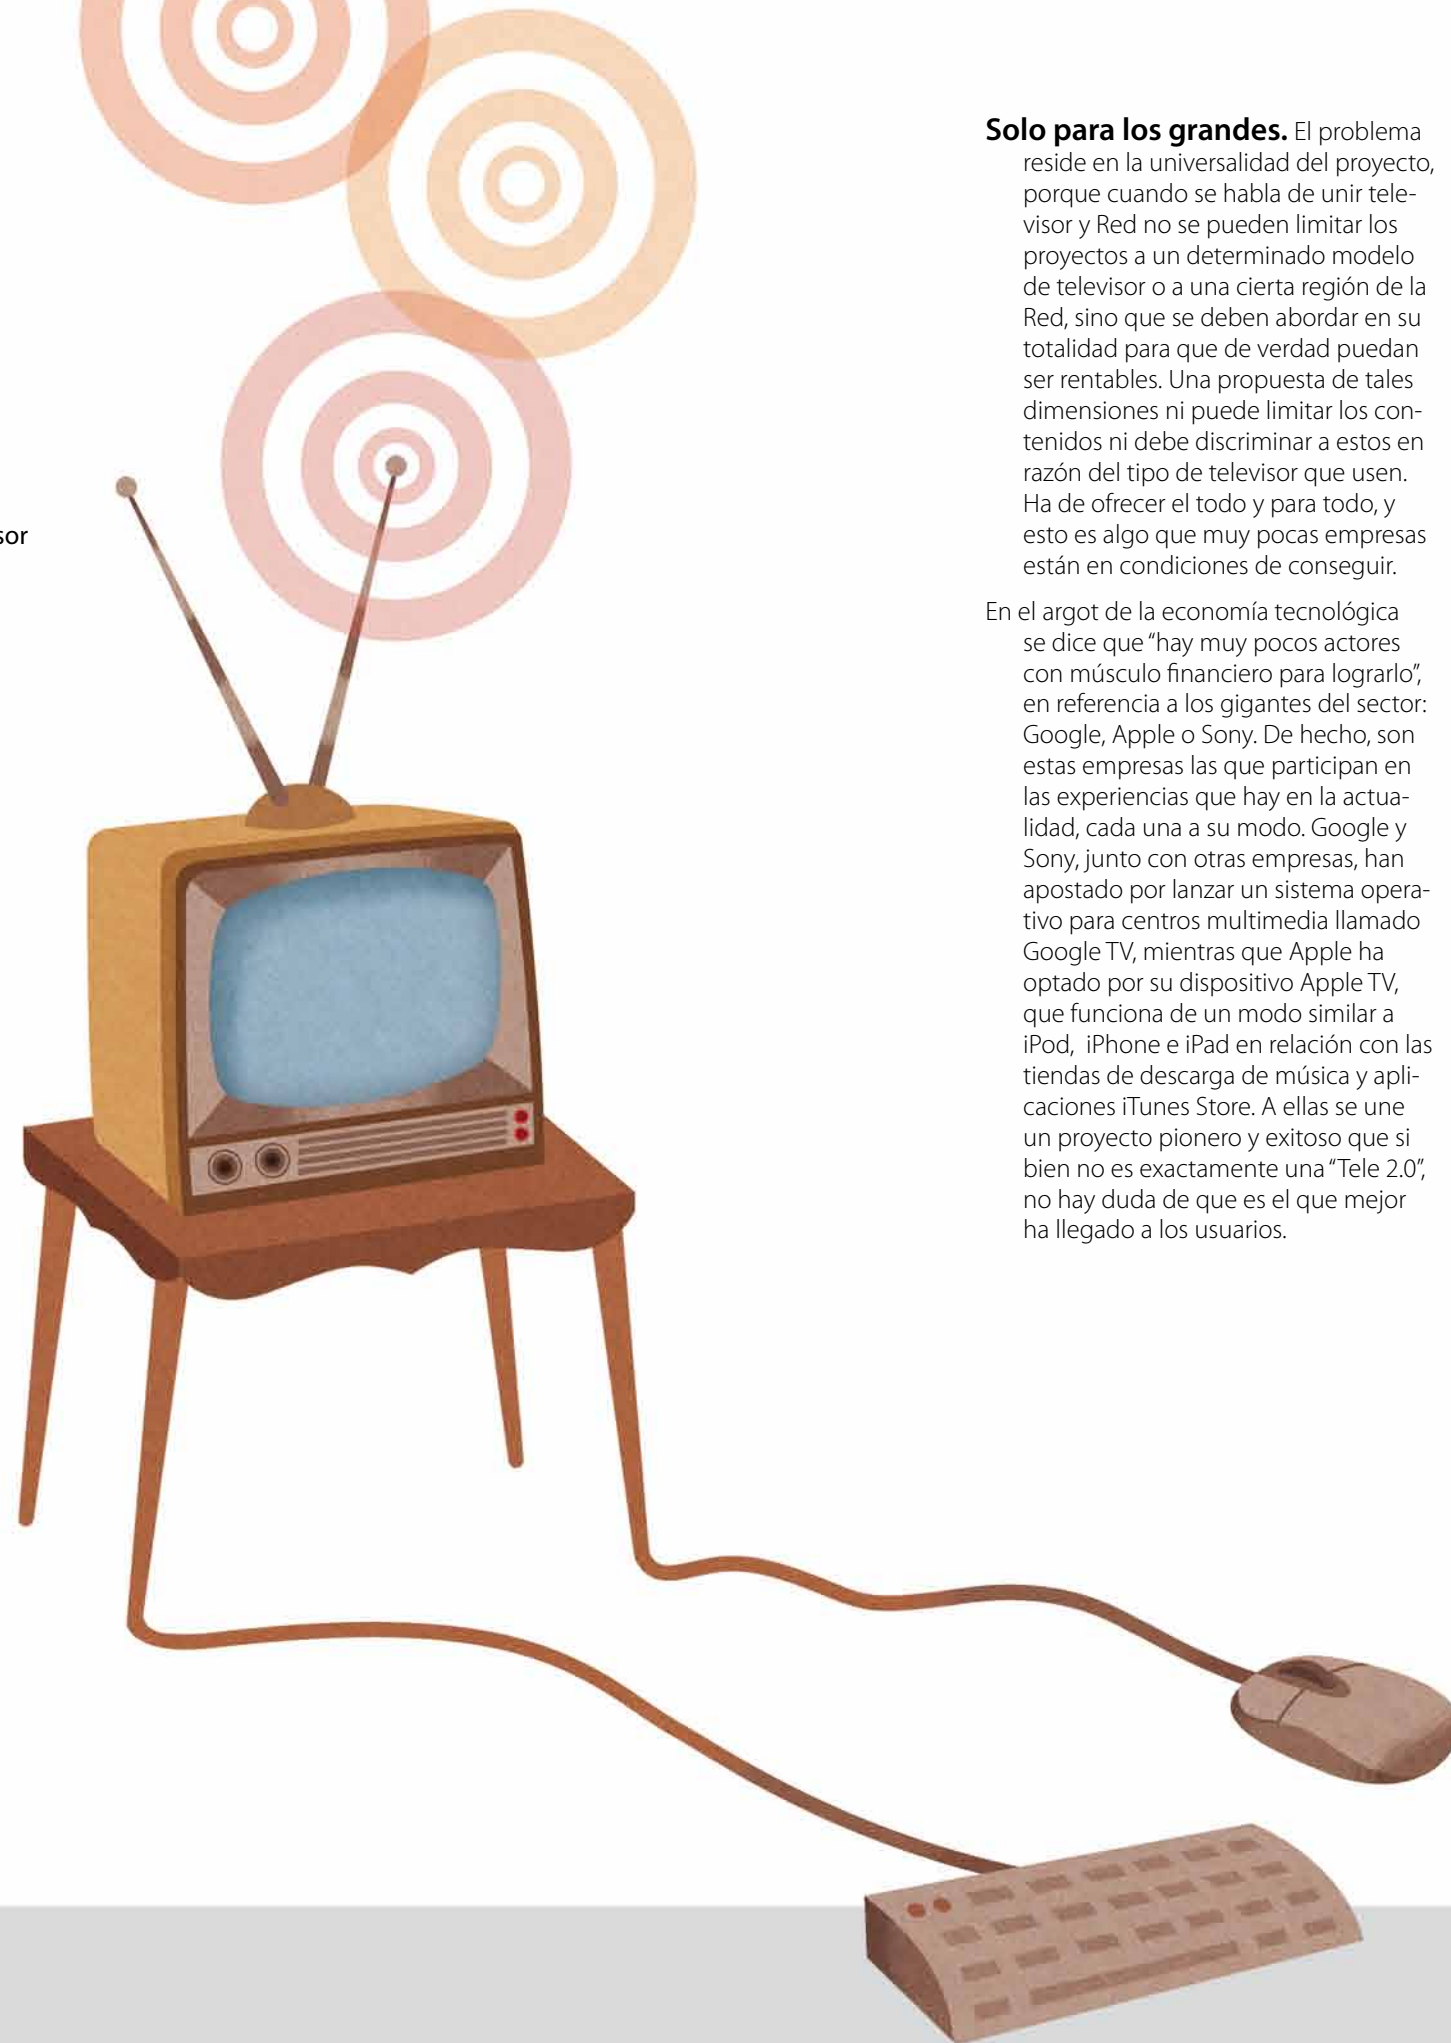 sor
Solo para los grandes. El problema
reside en la universalidad del proyecto,
porque cuando se habla de unir tele-
visor y Red no se pueden limitar los
proyectos a un determinado modelo
de televisor o a una cierta región de la
Red, sino que se deben abordar en su
totalidad para que de verdad puedan
ser rentables. Una propuesta de tales
dimensiones ni puede limitar los con-
tenidos ni debe discriminar a estos en
razón del tipo de televisor que usen.
Ha de ofrecer el todo y para todo, y
esto es algo que muy pocas empresas
están en condiciones de conseguir.
En el argot de la economía tecnológica
se dice que “hay muy pocos actores
con músculo financiero para lograrlo”,
en referencia a los gigantes del sector:
Google, Apple o Sony. De hecho, son
estas empresas las que participan en
las experiencias que hay en la actua-
lidad, cada una a su modo. Google y
Sony, junto con otras empresas, han
apostado por lanzar un sistema opera-
tivo para centros multimedia llamado
Google TV, mientras que Apple ha
optado por su dispositivo Apple TV,
que funciona de un modo similar a
iPod, iPhone e iPad en relación con las
tiendas de descarga de música y apli-
caciones iTunes Store. A ellas se une
un proyecto pionero y exitoso que si
bien no es exactamente una “Tele 2.0”,
no hay duda de que es el que mejor
ha llegado a los usuarios.